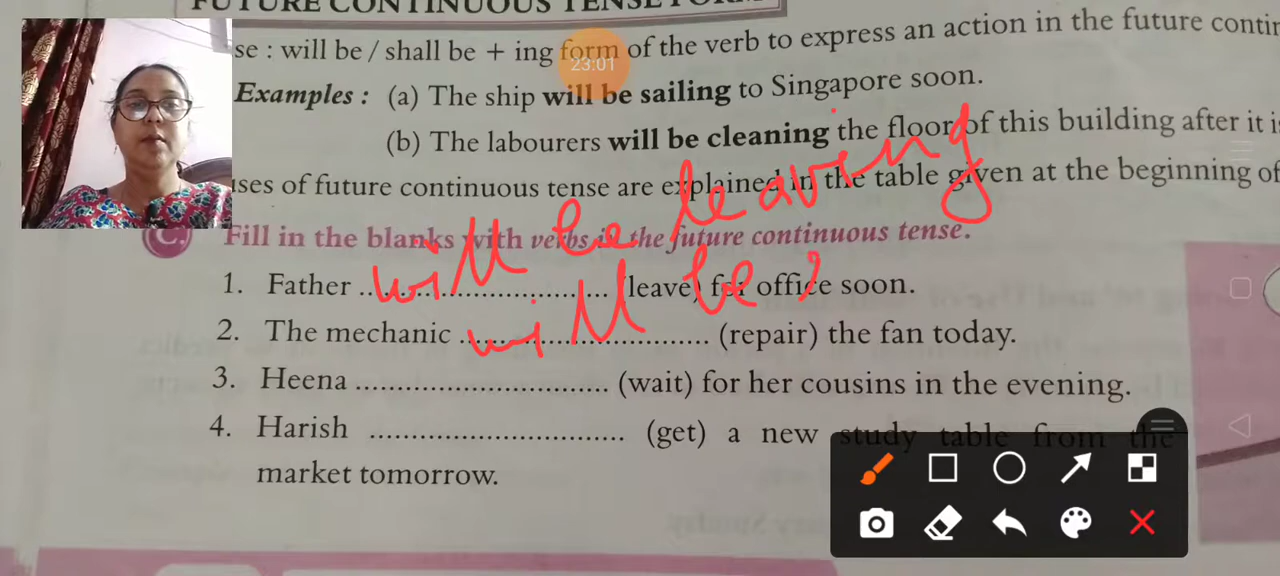 FUTURE CONTINUOUS TENSE FORM
se : will be / shall be + ing form of the verb to express an action in the future contin
23:01
Examples : (a) The ship will be sailing to Singapore soon.
(b) The labourers will be cleaning the floor of this building after it is
uses of future continuous tense are explained in the table given at the beginning of
will be leaving
C. Fill in the blanks with verbs in the future continuous tense.
1. Father .................................. (leave) for office soon.
will be
2. The mechanic .................................. (repair) the fan today.
3. Heena .................................. (wait) for her cousins in the evening.
4. Harish .................................. (get) a new study table from the
market tomorrow.